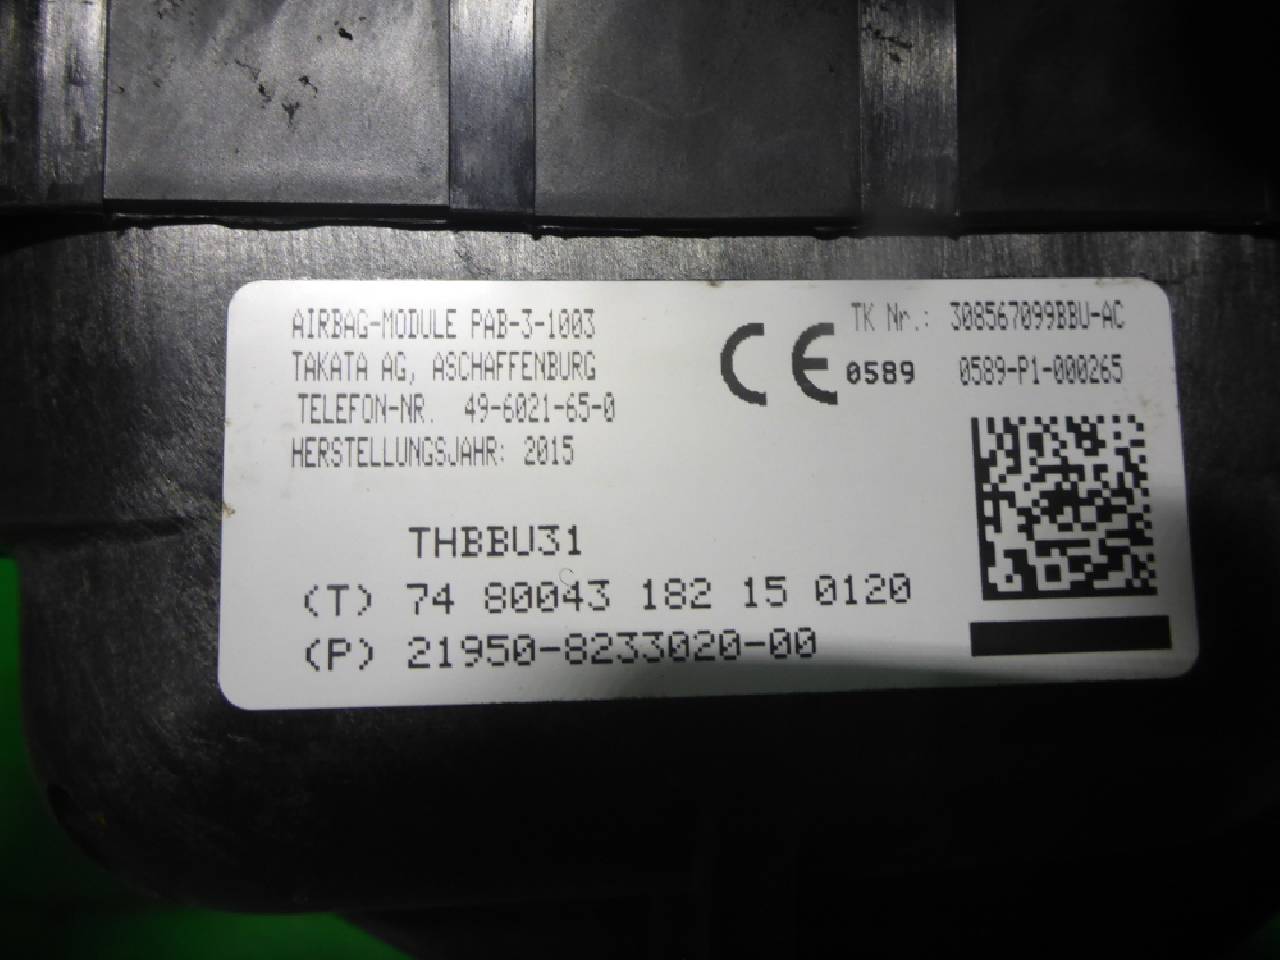 AIRBAG-MODULE PAB-3-1003
TAKATA AG, ASCHAFFENBURG
TELEFON-NR. 49-6021-65-0
HERSTELLUNGSJAHR: 2015
CE 0589
TK Nr.: 308567099BBU-AC
0589-P1-000265
THBBU31
(T) 74 80043 182 15 0120
(P) 21950-8233020-00